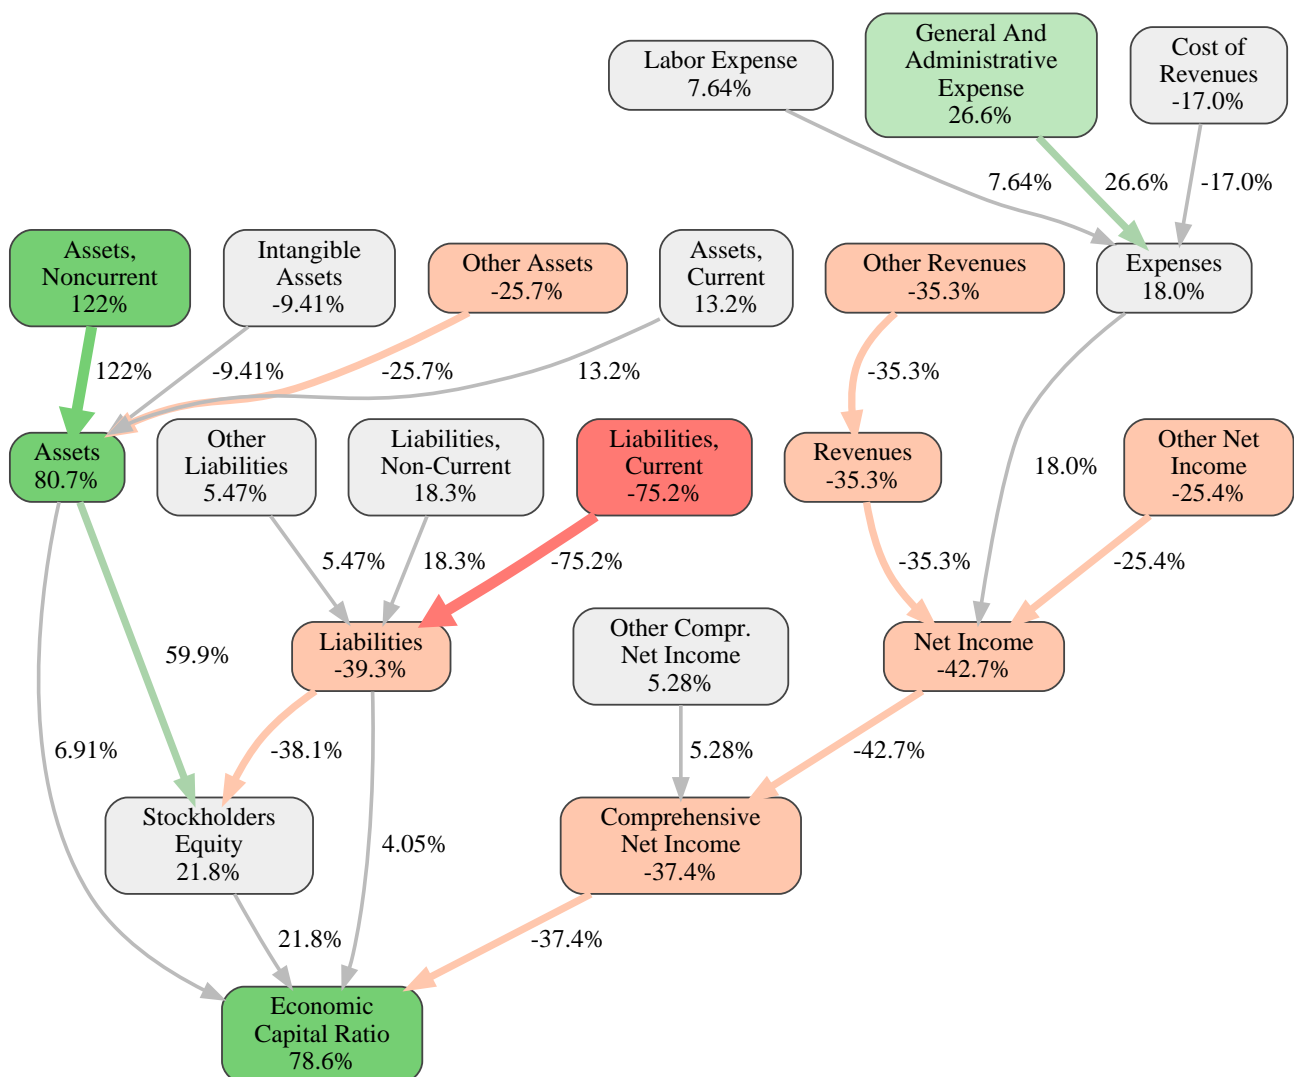 Labor Expense
7.64%
General And
Administrative
Expense
26.6%
Cost of
Revenues
-17.0%
7.64%
26.6%
-17.0%
Assets,
Noncurrent
122%
Intangible
Assets
-9.41%
Other Assets
-25.7%
Assets,
Current
13.2%
Other Revenues
-35.3%
Expenses
18.0%
122%
-9.41%
-25.7%
13.2%
-35.3%
Assets
80.7%
Other
Liabilities
5.47%
Liabilities,
Non-Current
18.3%
Liabilities,
Current
-75.2%
Revenues
-35.3%
18.0%
Other Net
Income
-25.4%
5.47%
18.3%
-75.2%
-35.3%
-25.4%
59.9%
Liabilities
-39.3%
Other Compr.
Net Income
5.28%
Net Income
-42.7%
6.91%
-38.1%
5.28%
-42.7%
Stockholders
Equity
21.8%
4.05%
Comprehensive
Net Income
-37.4%
21.8%
-37.4%
Economic
Capital Ratio
78.6%